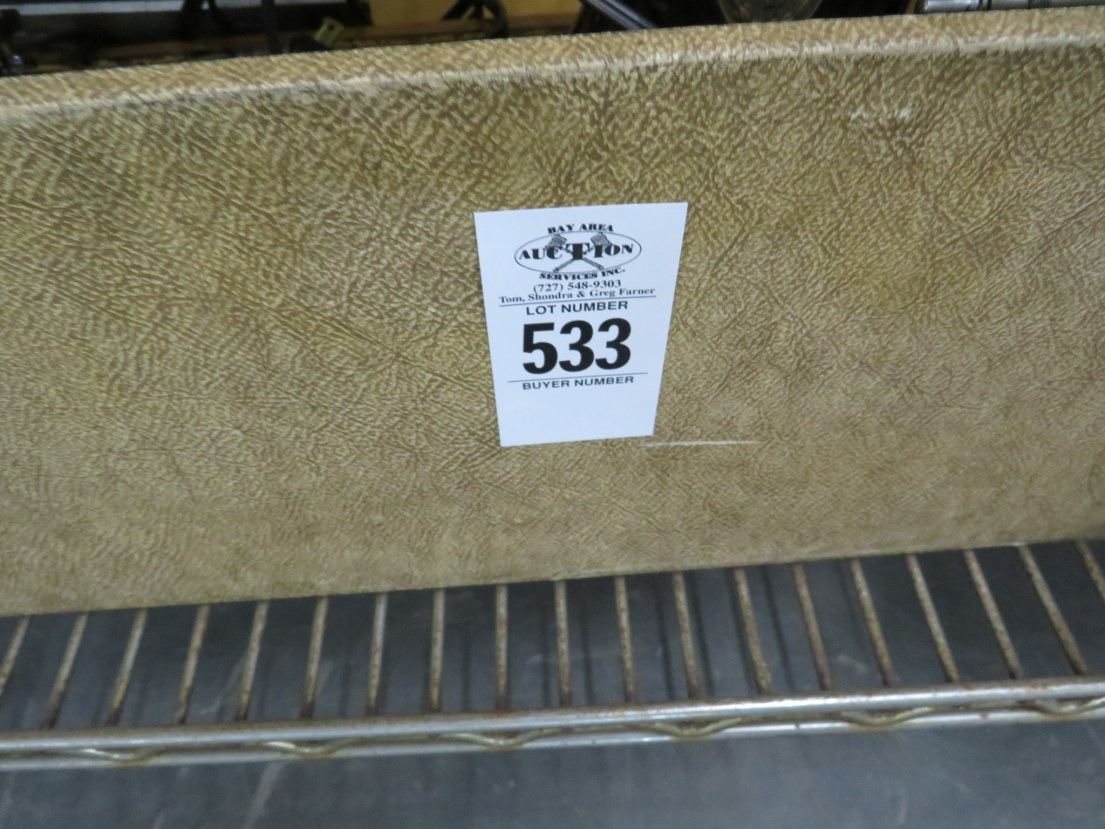 BAY AREA
AUCTION
SERVICES INC.
(727) 548-9303
Tom, Shondra & Greg Farner
LOT NUMBER
533
BUYER NUMBER